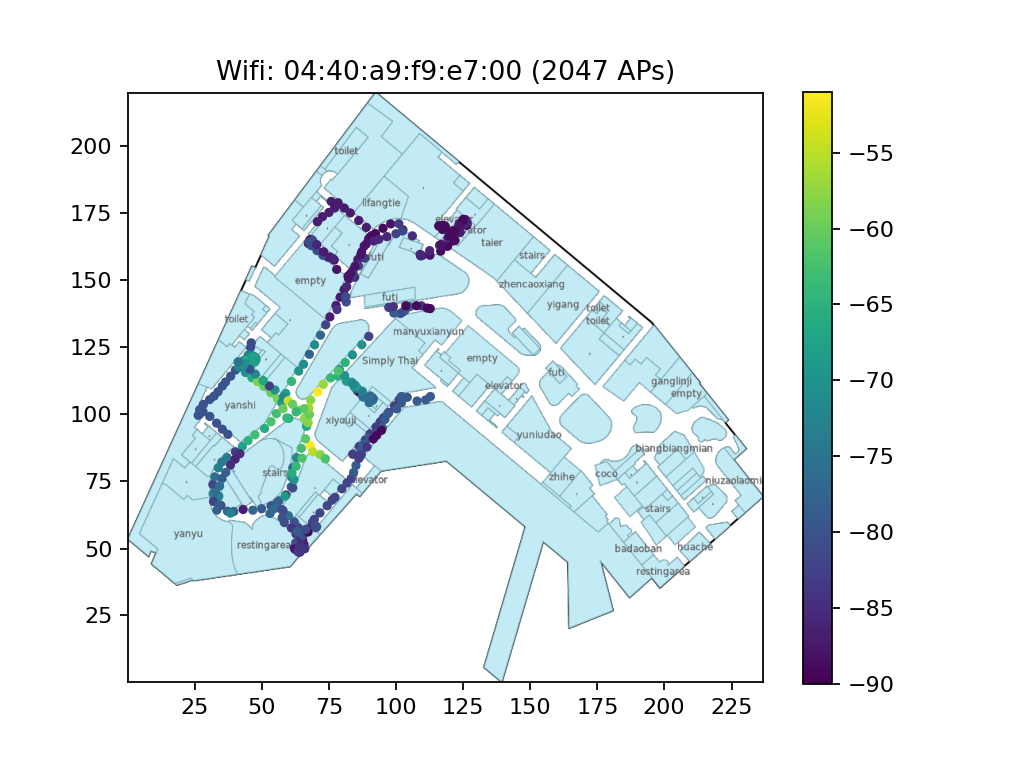 Wifi: 04:40:a9:f9:e7:00 (2047 APs)
200
175
150
125
100
75
50
25
25
50
75
100
125
150
175
200
225
−55
−60
−65
−70
−75
−80
−85
−90
toilet
lifangtie
taier
stairs
futi
empty
zhencaoxiang
futi
yigang
toilet
toilet
toilet
manyuxianyun
Simply Thai
empty
futi
elevator
ganglinji
empty
yanshi
xiyouji
yuniudao
biangbiangmian
stairs
zhihe
coco
stairs
yanyu
restingarea
badaoban
huache
restingarea